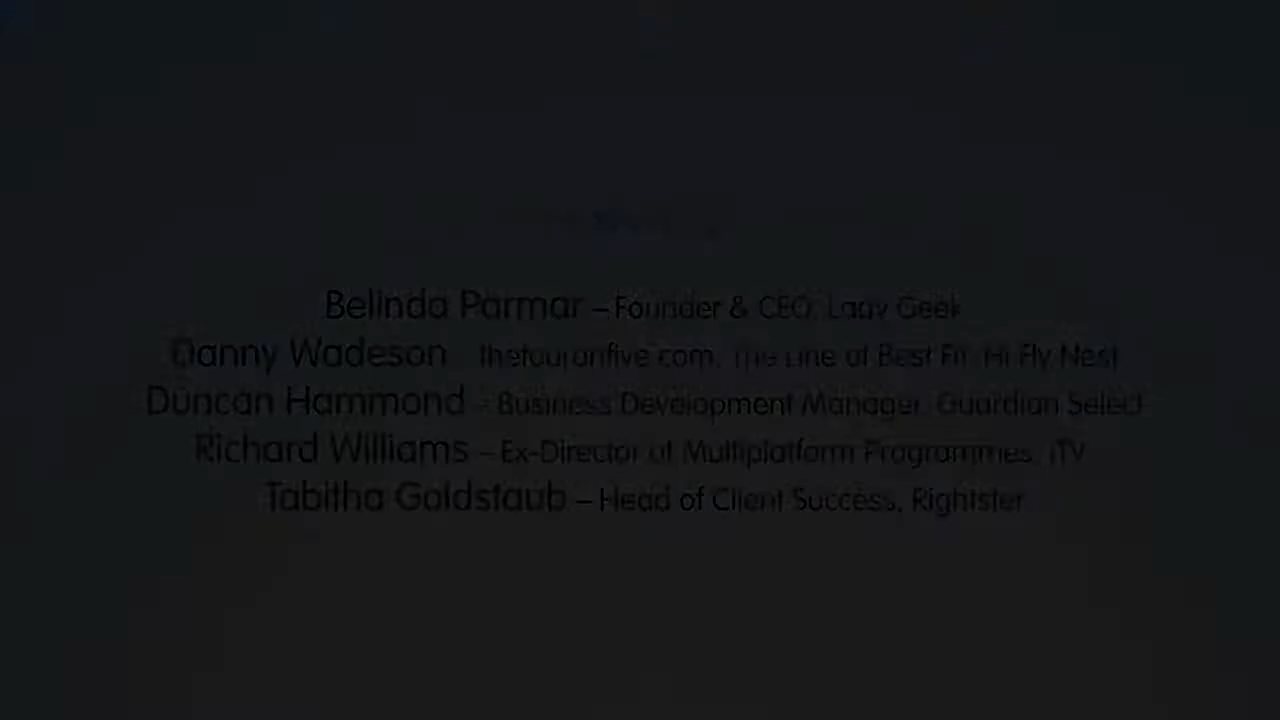 Belinda Parmar – Founder & CEO, Lady Geek
Danny Wadeson – thefouronfive.com, The Line of Best Fit, Hi Fly Nest
Duncan Hammond – Business Development Manager, Guardian Select
Richard Williams – Ex-Director of Multiplatform Programmes, ITV
Tabitha Goldstaub – Head of Client Success, Rightster